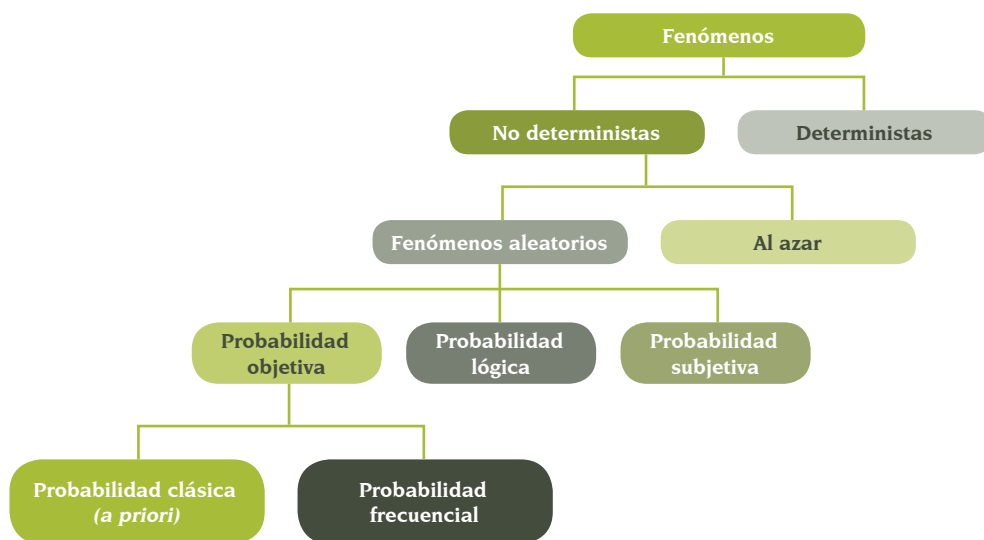 Fenómenos
No deterministas
Deterministas
Fenómenos aleatorios
Al azar
Probabilidad
objetiva
Probabilidad
lógica
Probabilidad
subjetiva
Probabilidad clásica
(a priori)
Probabilidad
frecuencial